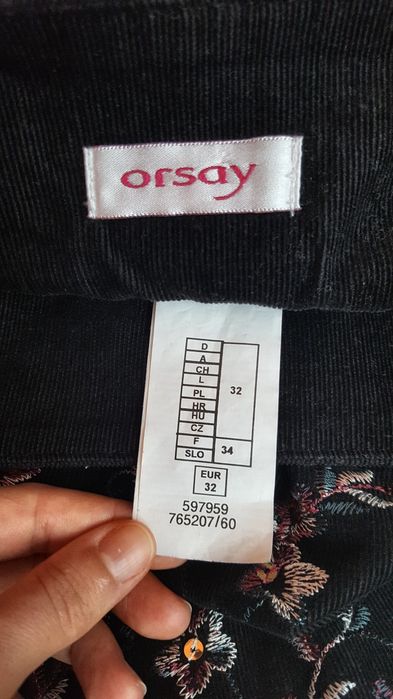 orsay
D
A
CH
L
PL
HR
HU
CZ
32
F
SLO
34
EUR
32
597959
765207/60